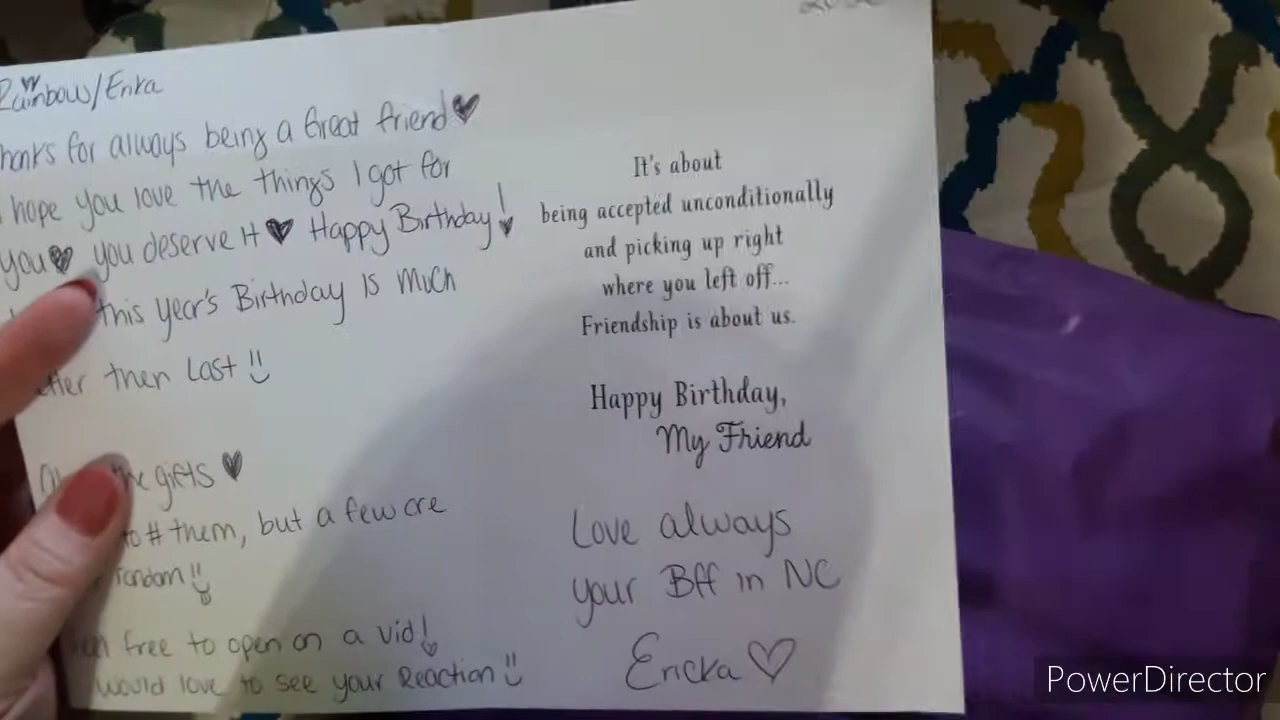 Rainbow/Erika
hanks for always being a Great friend
hope you love the things I got for
you you deserve it Happy Birthday!
this year's Birthday is much
then Last!!
the gifts
to # them, but a few are
random!!
free to open on a vid!
would love to see your Reaction!!
It's about
being accepted unconditionally
and picking up right
where you left off...
Friendship is about us.
Happy Birthday,
My Friend
Love always
your Bff in NC
Ericka
PowerDirector